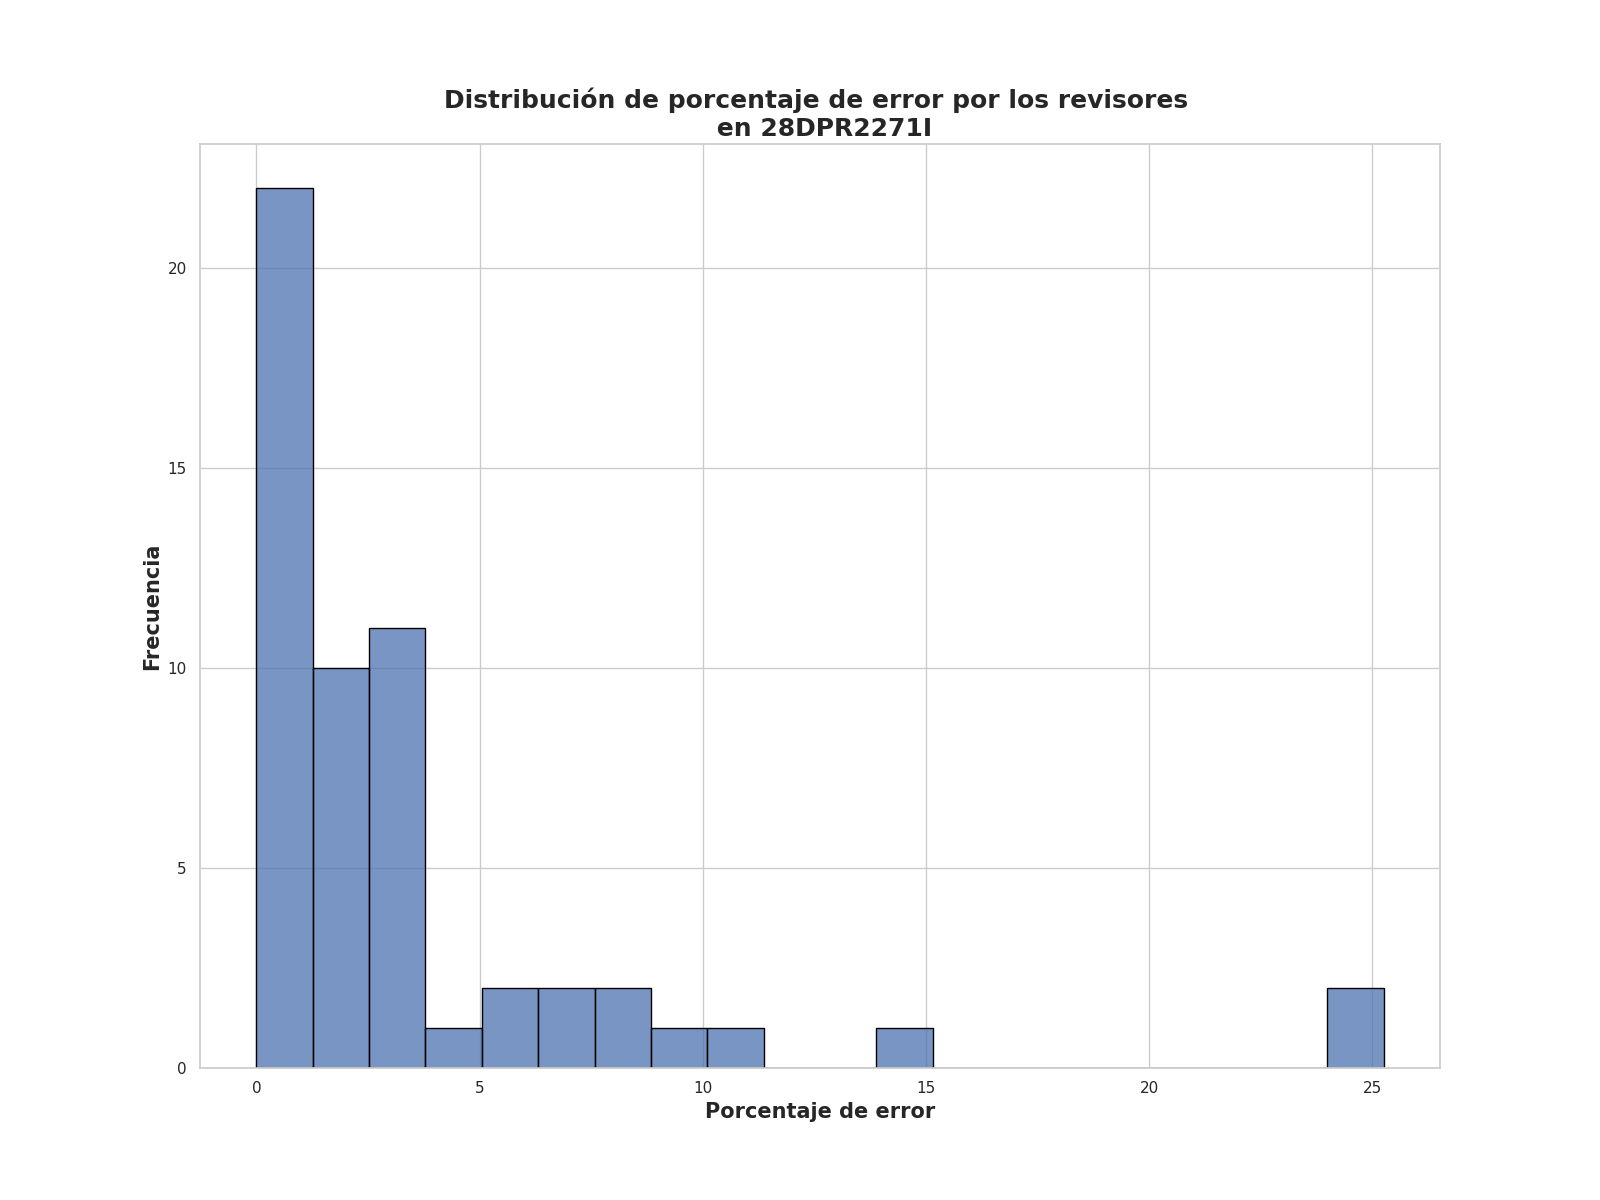 Distribución de porcentaje de error por los revisores
en 28DPR2271I
Frecuencia
20
15
10
5
0
0 5 10 15 20 25
Porcentaje de error